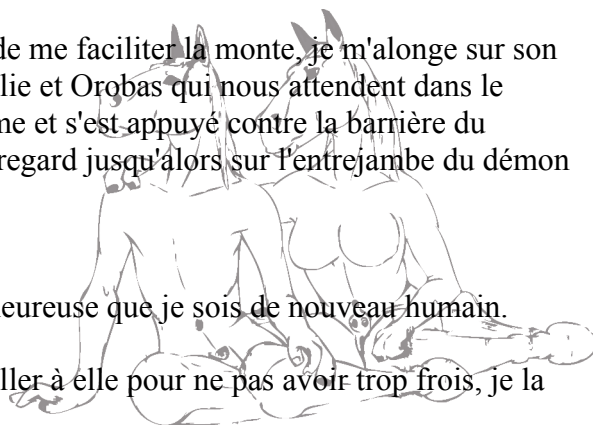 de me faciliter la monte, je m'alonge sur son
lie et Orobas qui nous attendent dans le
me et s'est appuyé contre la barrière du
regard jusqu'alors sur l'entrejambe du démon
eureuse que je sois de nouveau humain.
ller à elle pour ne pas avoir trop frois, je la